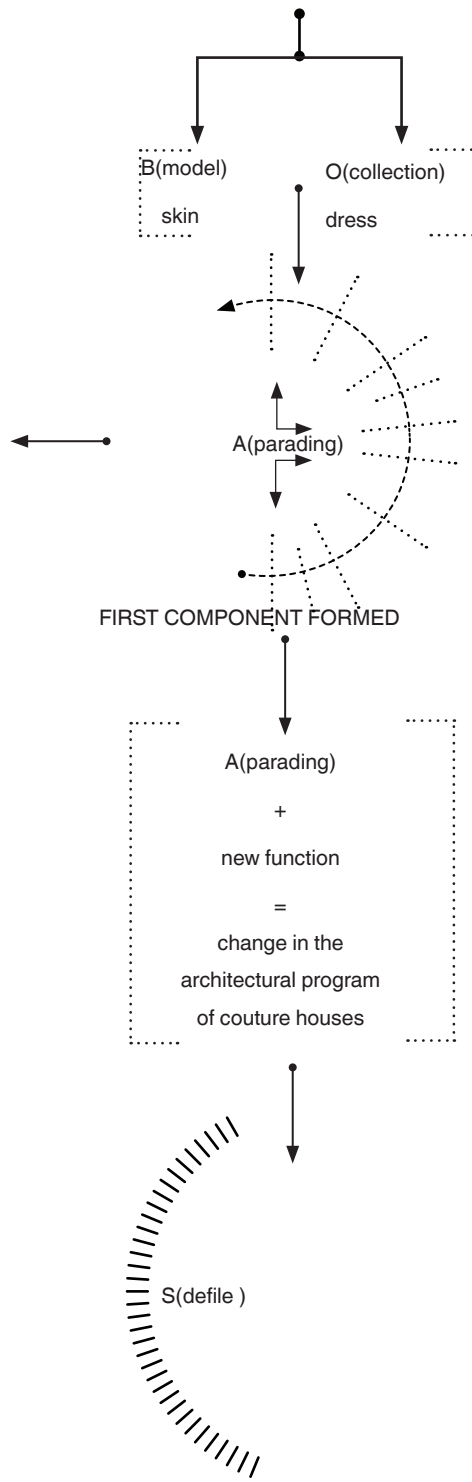 B(model) O(collection)
skin dress
A(parading)
FIRST COMPONENT FORMED
A(parading)
+
new function
=
change in the
architectural program
of couture houses
S(defile )